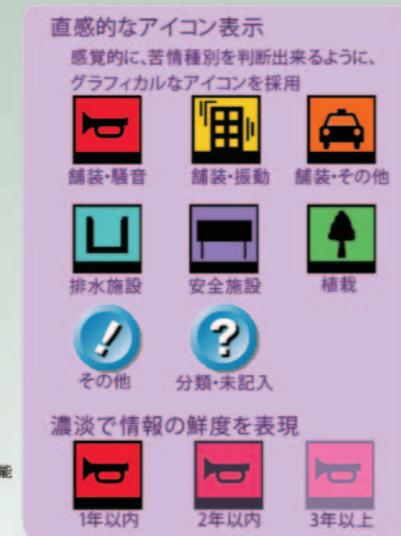 直感的なアイコン表示
感覚的に、苦情種別を判断出来るように、
グラフィカルなアイコンを採用
舗装・騒音
舗装・振動
舗装・その他
排水施設
安全施設
植栽
!
?
その他
分類・未記入
濃淡で情報の鮮度を表現
能
1年以内
2年以内
3年以上